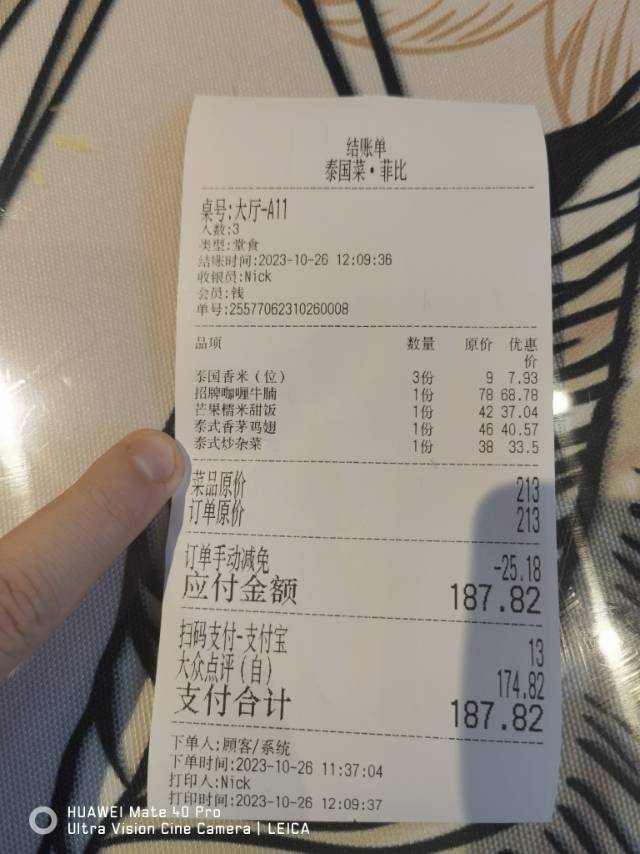 结账单
泰国菜·菲比
桌号:大厅-A11
人数:3
类型:堂食
结账时间:2023-10-26 12:09:36
收银员:Nick
会员:钱
单号:25577062310260008
品项 数量 原价 优惠价
泰国香米（位） 3份 9 7.93
招牌咖喱牛腩 1份 78 68.78
芒果糯米甜饭 1份 42 37.04
泰式香茅鸡翅 1份 46 40.57
泰式炒杂菜 1份 38 33.5
菜品原价 213
订单原价 213
订单手动减免 -25.18
应付金额 187.82
扫码支付-支付宝 13
大众点评(自) 174.82
支付合计 187.82
下单人:顾客/系统
下单时间:2023-10-26 11:37:04
打印人:Nick
打印时间:2023-10-26 12:09:37
HUAWEI Mate 40 Pro
Ultra Vision Cine Camera | LEICA